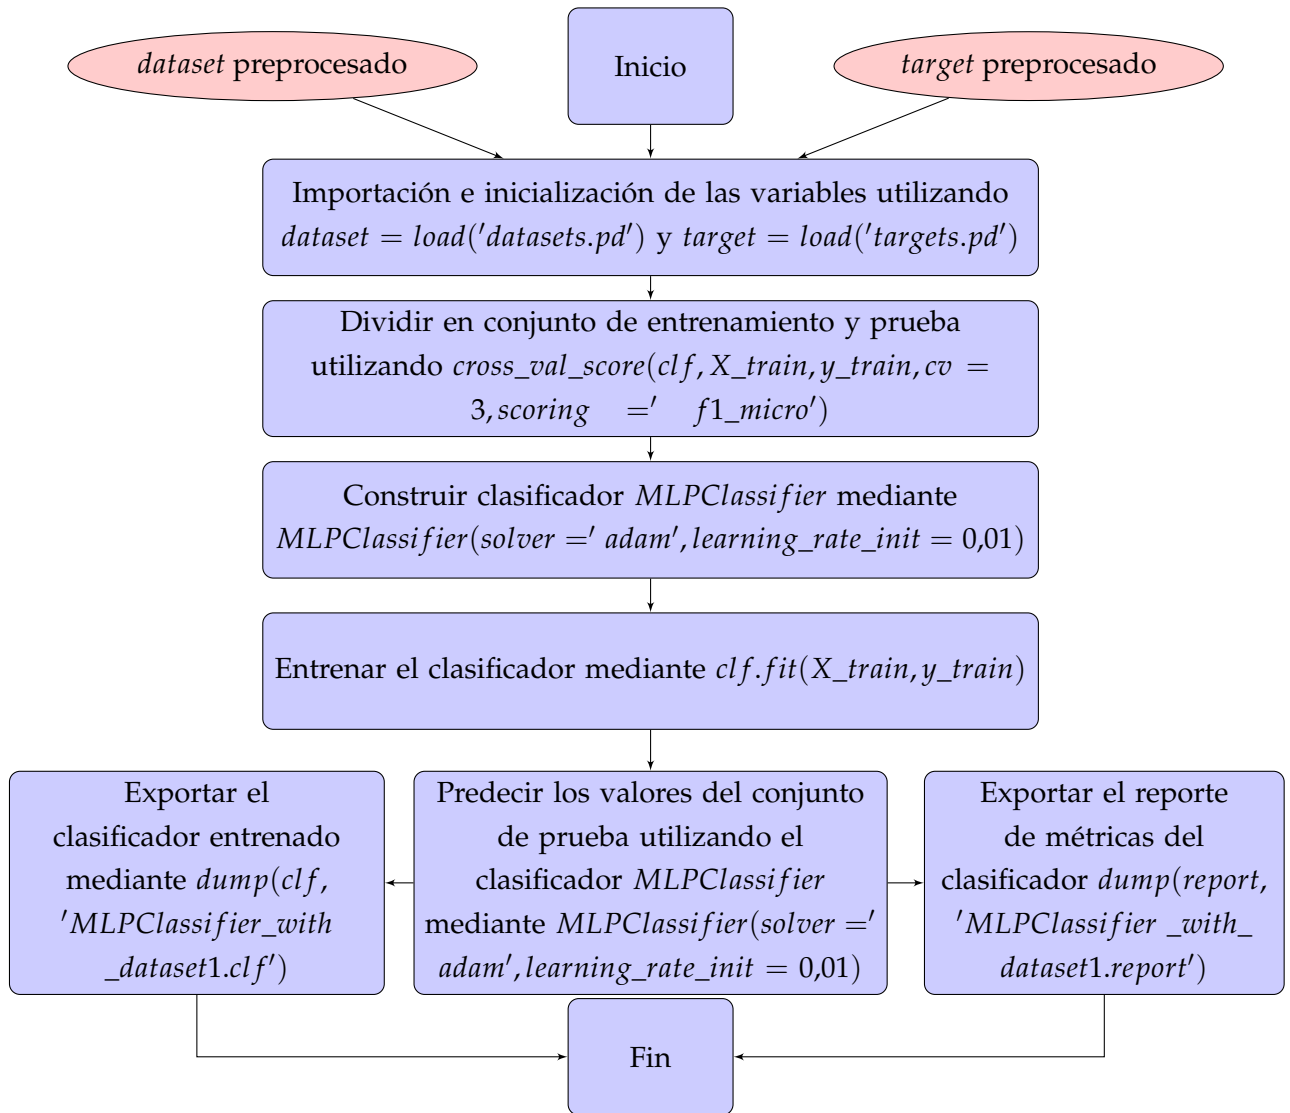 dataset preprocesado
Inicio
target preprocesado
Importación e inicialización de las variables utilizando
dataset = load('datasets.pd') y target = load('targets.pd')
Dividir en conjunto de entrenamiento y prueba
utilizando cross_val_score(clf, X_train, y_train, cv =
3, scoring =' f1_micro')
Construir clasificador MLPClassifier mediante
MLPClassifier(solver =' adam', learning_rate_init = 0,01)
Entrenar el clasificador mediante clf.fit(X_train, y_train)
Exportar el
clasificador entrenado
mediante dump(clf,
'MLPClassifier_with
_dataset1.clf')
Predecir los valores del conjunto
de prueba utilizando el
clasificador MLPClassifier
mediante MLPClassifier(solver ='
adam', learning_rate_init = 0,01)
Exportar el reporte
de métricas del
clasificador dump(report,
'MLPClassifier _with_
dataset1.report')
Fin